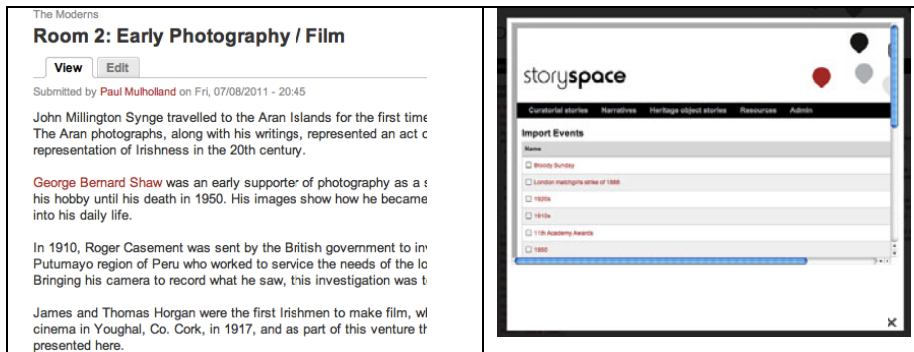 The Moderns
Room 2: Early Photography / Film
View Edit
Submitted by Paul Mulholland on Fri, 07/08/2011 - 20:45
John Millington Synge travelled to the Aran Islands for the first time
The Aran photographs, along with his writings, represented an act o
representation of Irishness in the 20th century.
George Bernard Shaw was an early supporter of photography as a s
his hobby until his death in 1950. His images show how he became
into his daily life.
In 1910, Roger Casement was sent by the British government to inv
Putumayo region of Peru who worked to service the needs of the lo
Bringing his camera to record what he saw, this investigation was t
James and Thomas Horgan were the first Irishmen to make film, wh
cinema in Youghal, Co. Cork, in 1917, and as part of this venture th
presented here.
storyspace
Curatorial stories Narratives Heritage object stories Resources Admin
Import Events
Name
Bloody Sunday
London matchgirls strike of 1888
1920s
1910s
11th Academy Awards
1950